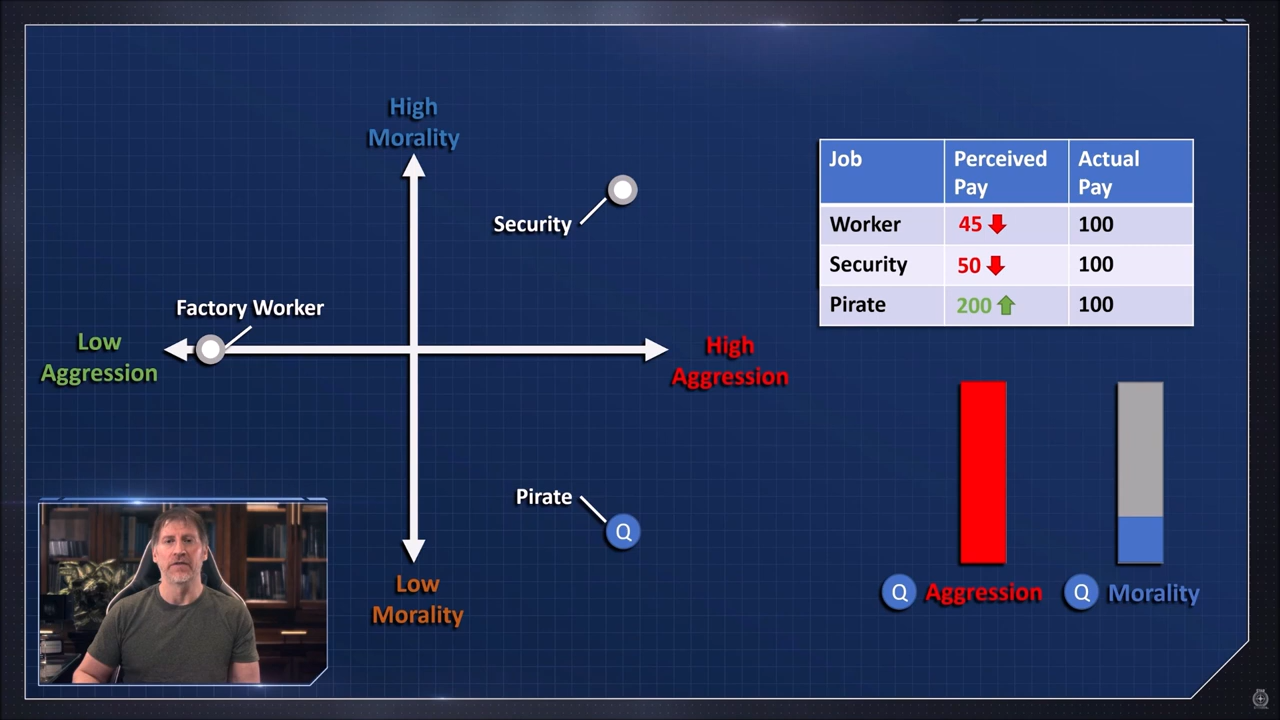 High
Morality
Security
Factory Worker
Low
Aggression
High
Aggression
Pirate
Q
Low
Morality
Job Perceived Pay Actual Pay
Worker 45 100
Security 50 100
Pirate 200 100
Q Aggression
Q Morality